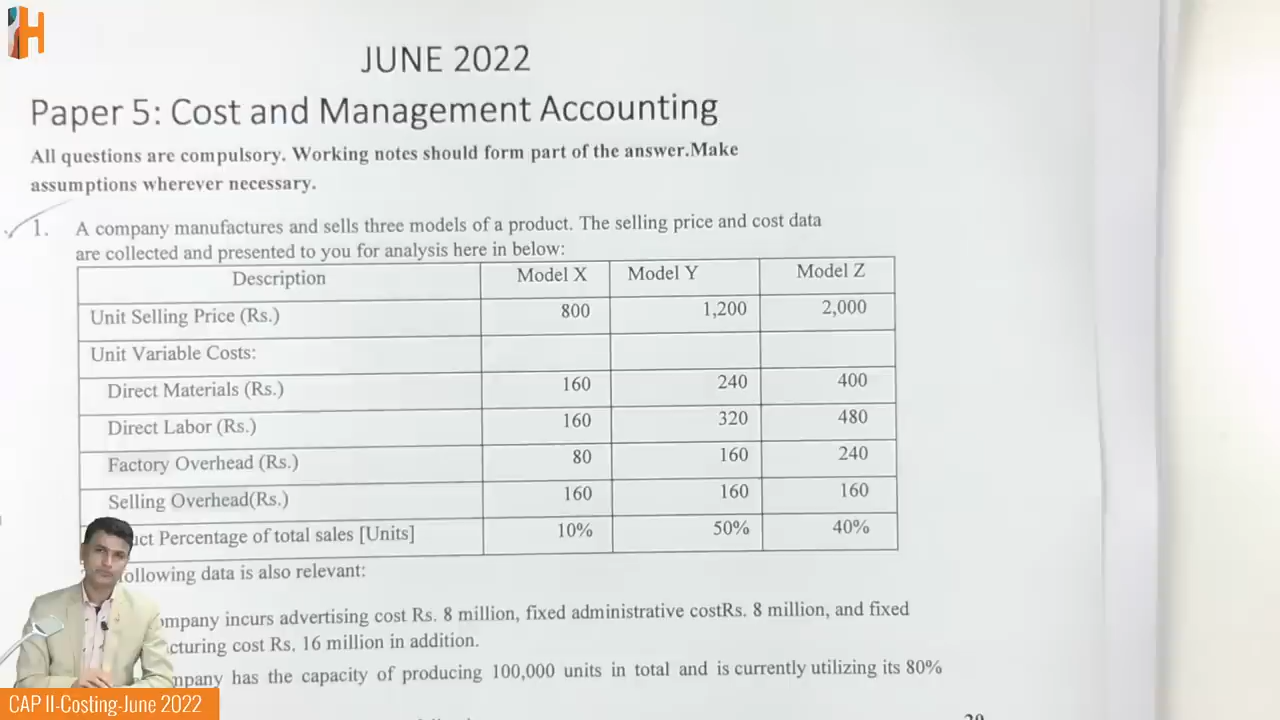 H
JUNE 2022
Paper 5: Cost and Management Accounting
All questions are compulsory. Working notes should form part of the answer.Make
assumptions wherever necessary.
1. A company manufactures and sells three models of a product. The selling price and cost data
are collected and presented to you for analysis here in below:
Description Model X Model Y Model Z
Unit Selling Price (Rs.) 800 1,200 2,000
Unit Variable Costs:
Direct Materials (Rs.) 160 240 400
Direct Labor (Rs.) 160 320 480
Factory Overhead (Rs.) 80 160 240
Selling Overhead(Rs.) 160 160 160
uct Percentage of total sales [Units] 10% 50% 40%
ollowing data is also relevant:
ompany incurs advertising cost Rs. 8 million, fixed administrative costRs. 8 million, and fixed
cturing cost Rs. 16 million in addition.
mpany has the capacity of producing 100,000 units in total and is currently utilizing its 80%
CAP II-Costing-June 2022